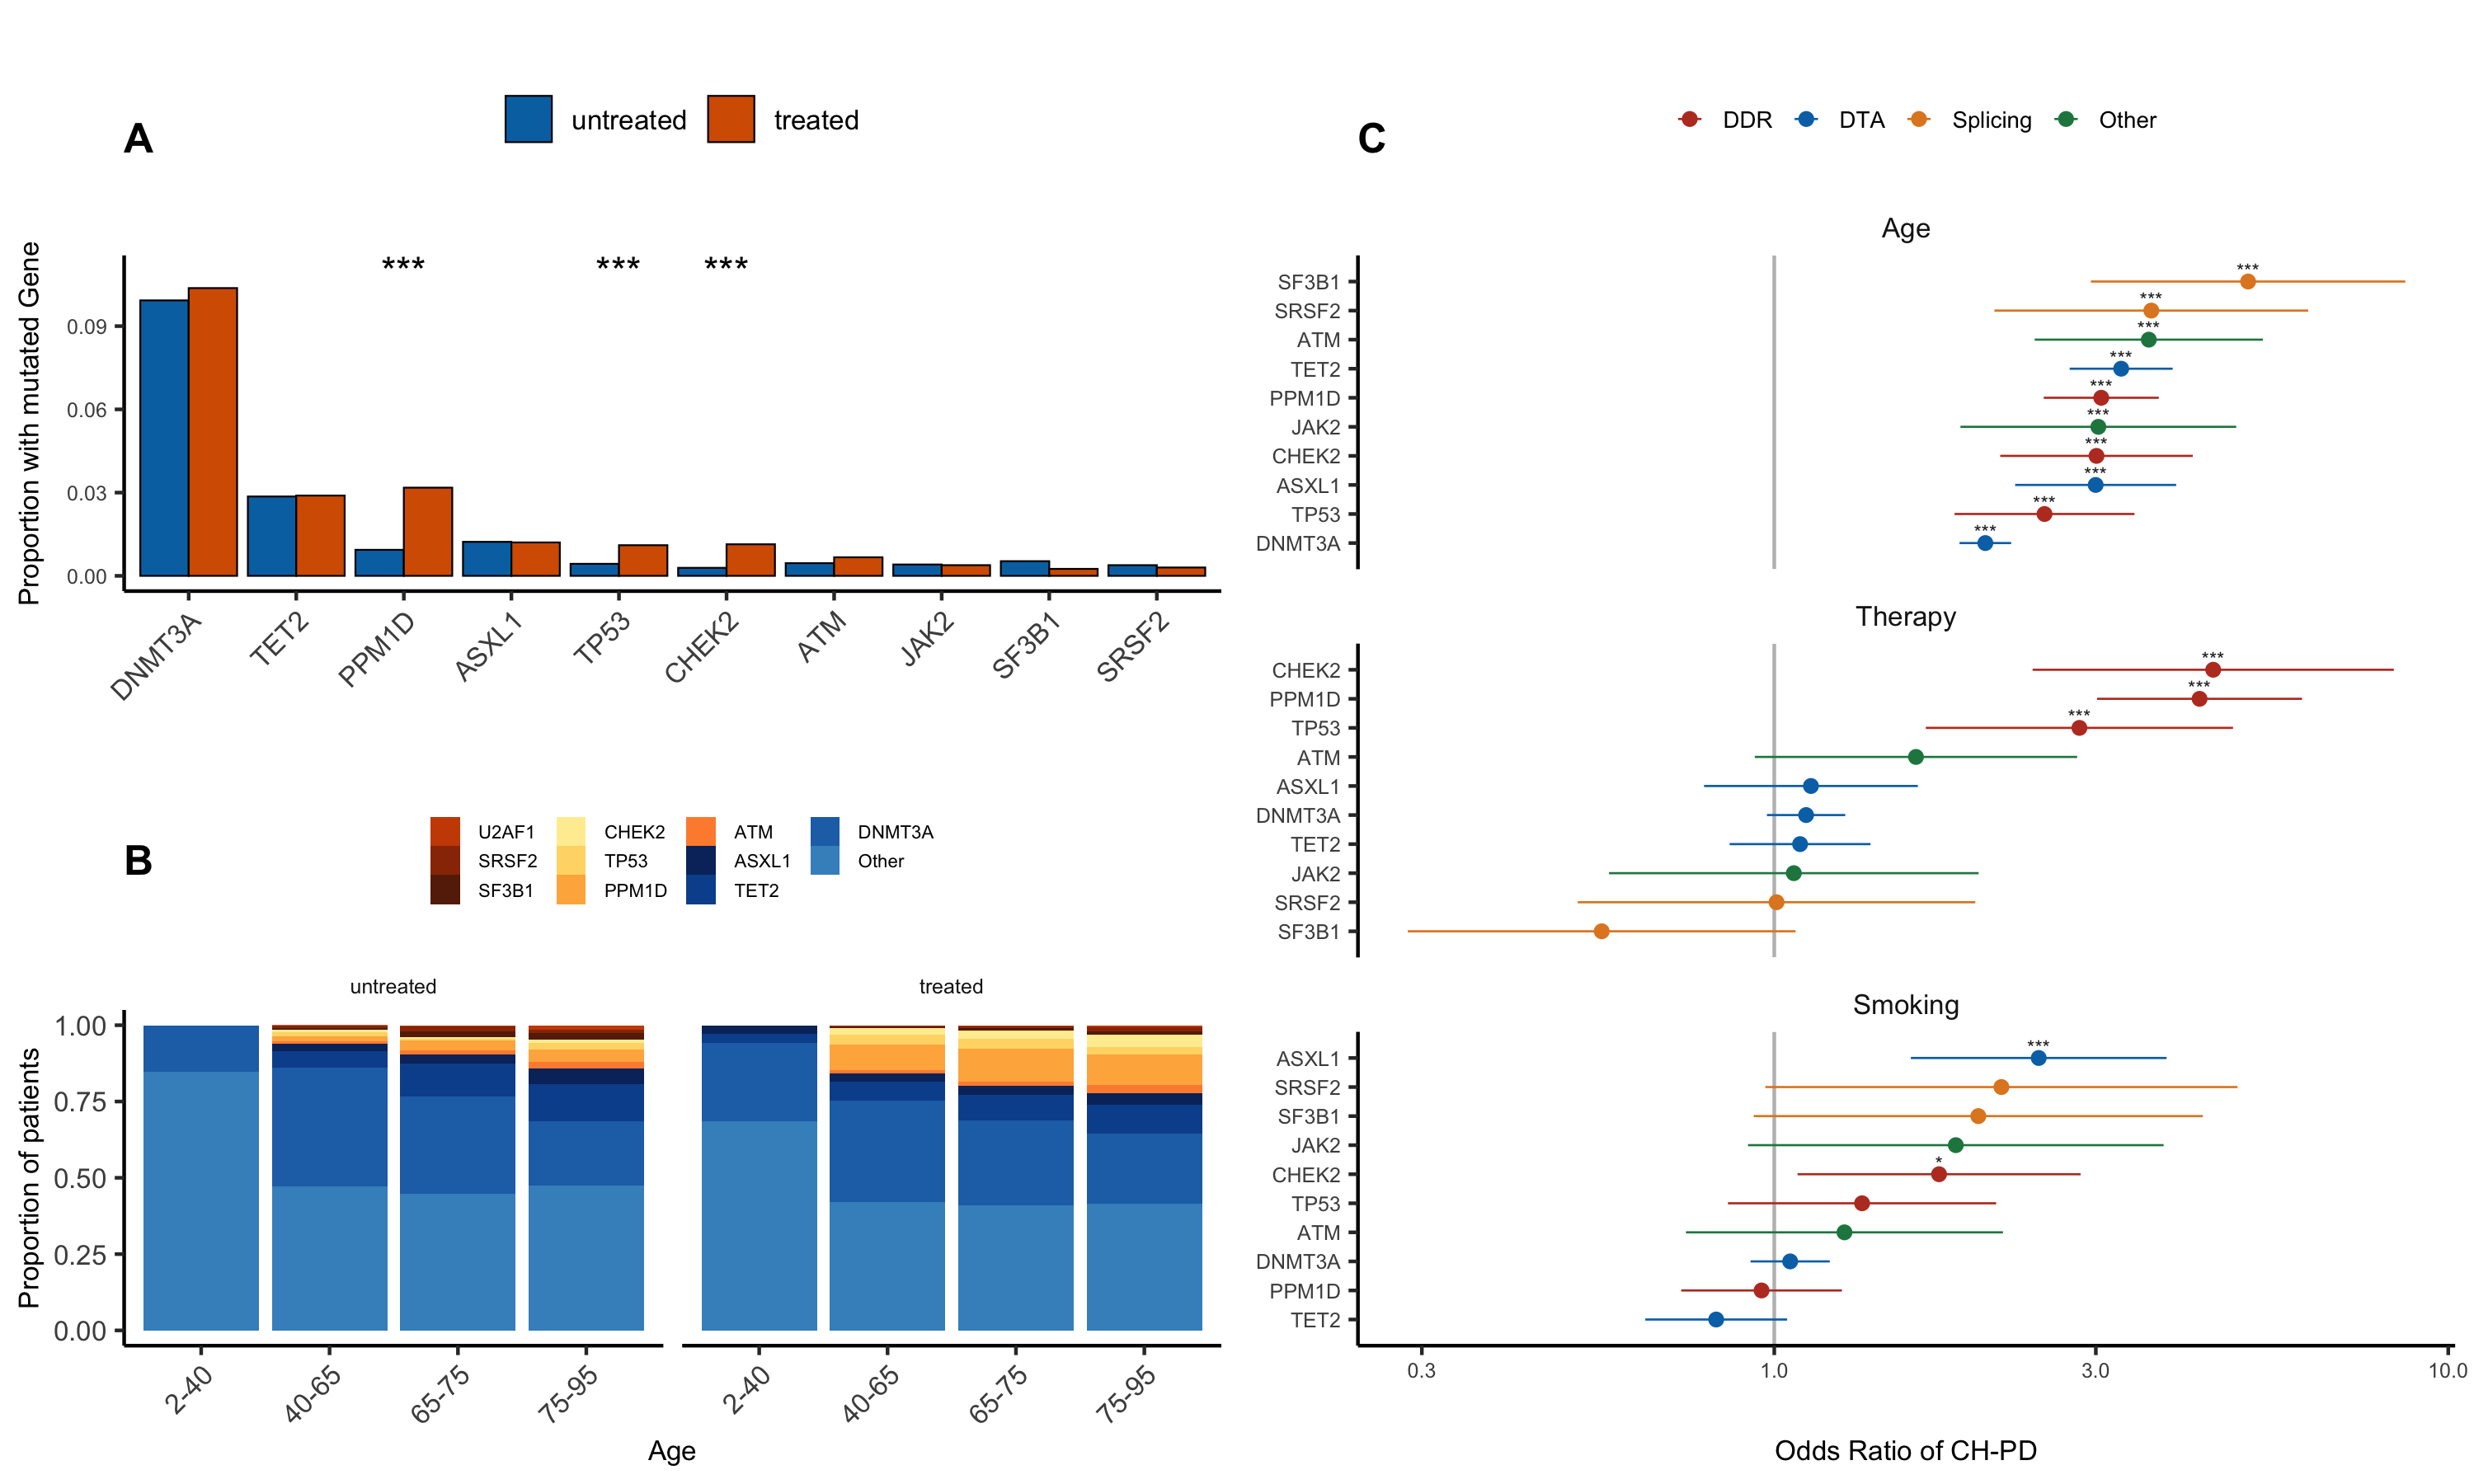 A
untreated
treated
Proportion with mutated Gene
***
***
***
0.09
0.06
0.03
0.00
DNMT3A
TET2
PPM1D
ASXL1
TP53
CHEK2
ATM
JAK2
SF3B1
SRSF2
B
U2AF1
CHEK2
ATM
DNMT3A
SRSF2
TP53
ASXL1
Other
SF3B1
PPM1D
TET2
untreated
treated
Proportion of patients
1.00
0.75
0.50
0.25
0.00
2-40
40-65
65-75
75-95
2-40
40-65
65-75
75-95
Age
C
DDR
DTA
Splicing
Other
Age
SF3B1
***
SRSF2
***
ATM
***
TET2
***
PPM1D
***
JAK2
***
CHEK2
***
ASXL1
***
TP53
***
DNMT3A
***
Therapy
CHEK2
***
PPM1D
***
TP53
***
ATM
ASXL1
DNMT3A
TET2
JAK2
SRSF2
SF3B1
Smoking
ASXL1
***
SRSF2
SF3B1
JAK2
CHEK2
*
TP53
ATM
DNMT3A
PPM1D
TET2
0.3
1.0
3.0
10.0
Odds Ratio of CH-PD